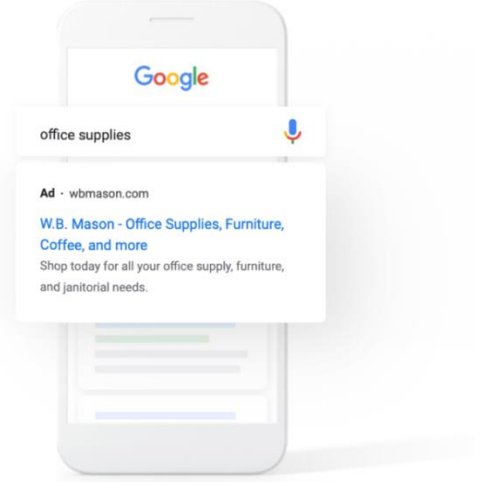 Google
office supplies
Ad · wbmason.com
W.B. Mason - Office Supplies, Furniture,
Coffee, and more
Shop today for all your office supply, furniture,
and janitorial needs.